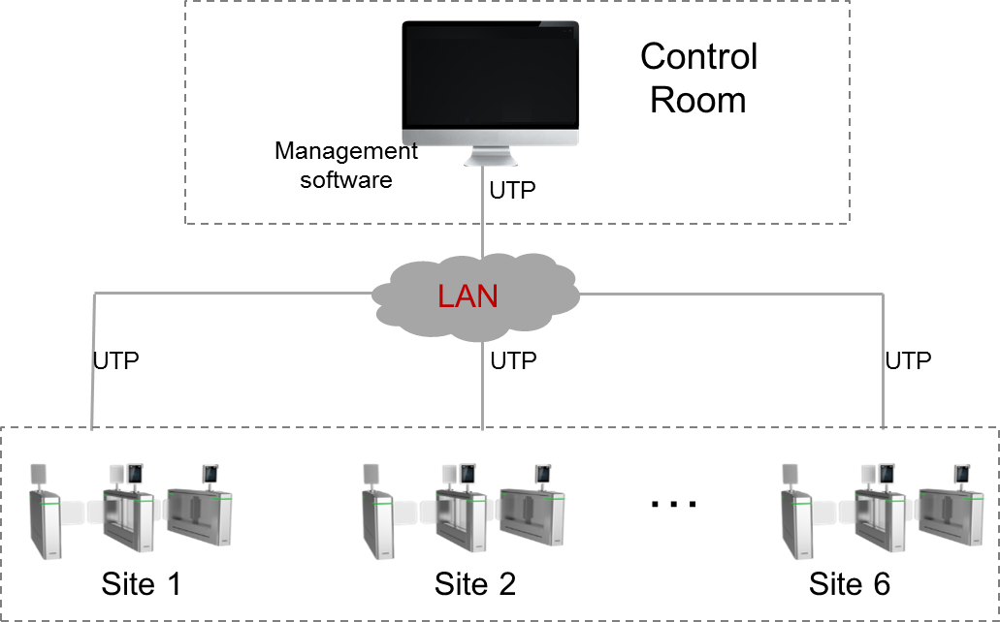 Control
Room
Management
software
UTP
LAN
UTP
UTP
UTP
...
Site 1
Site 2
Site 6